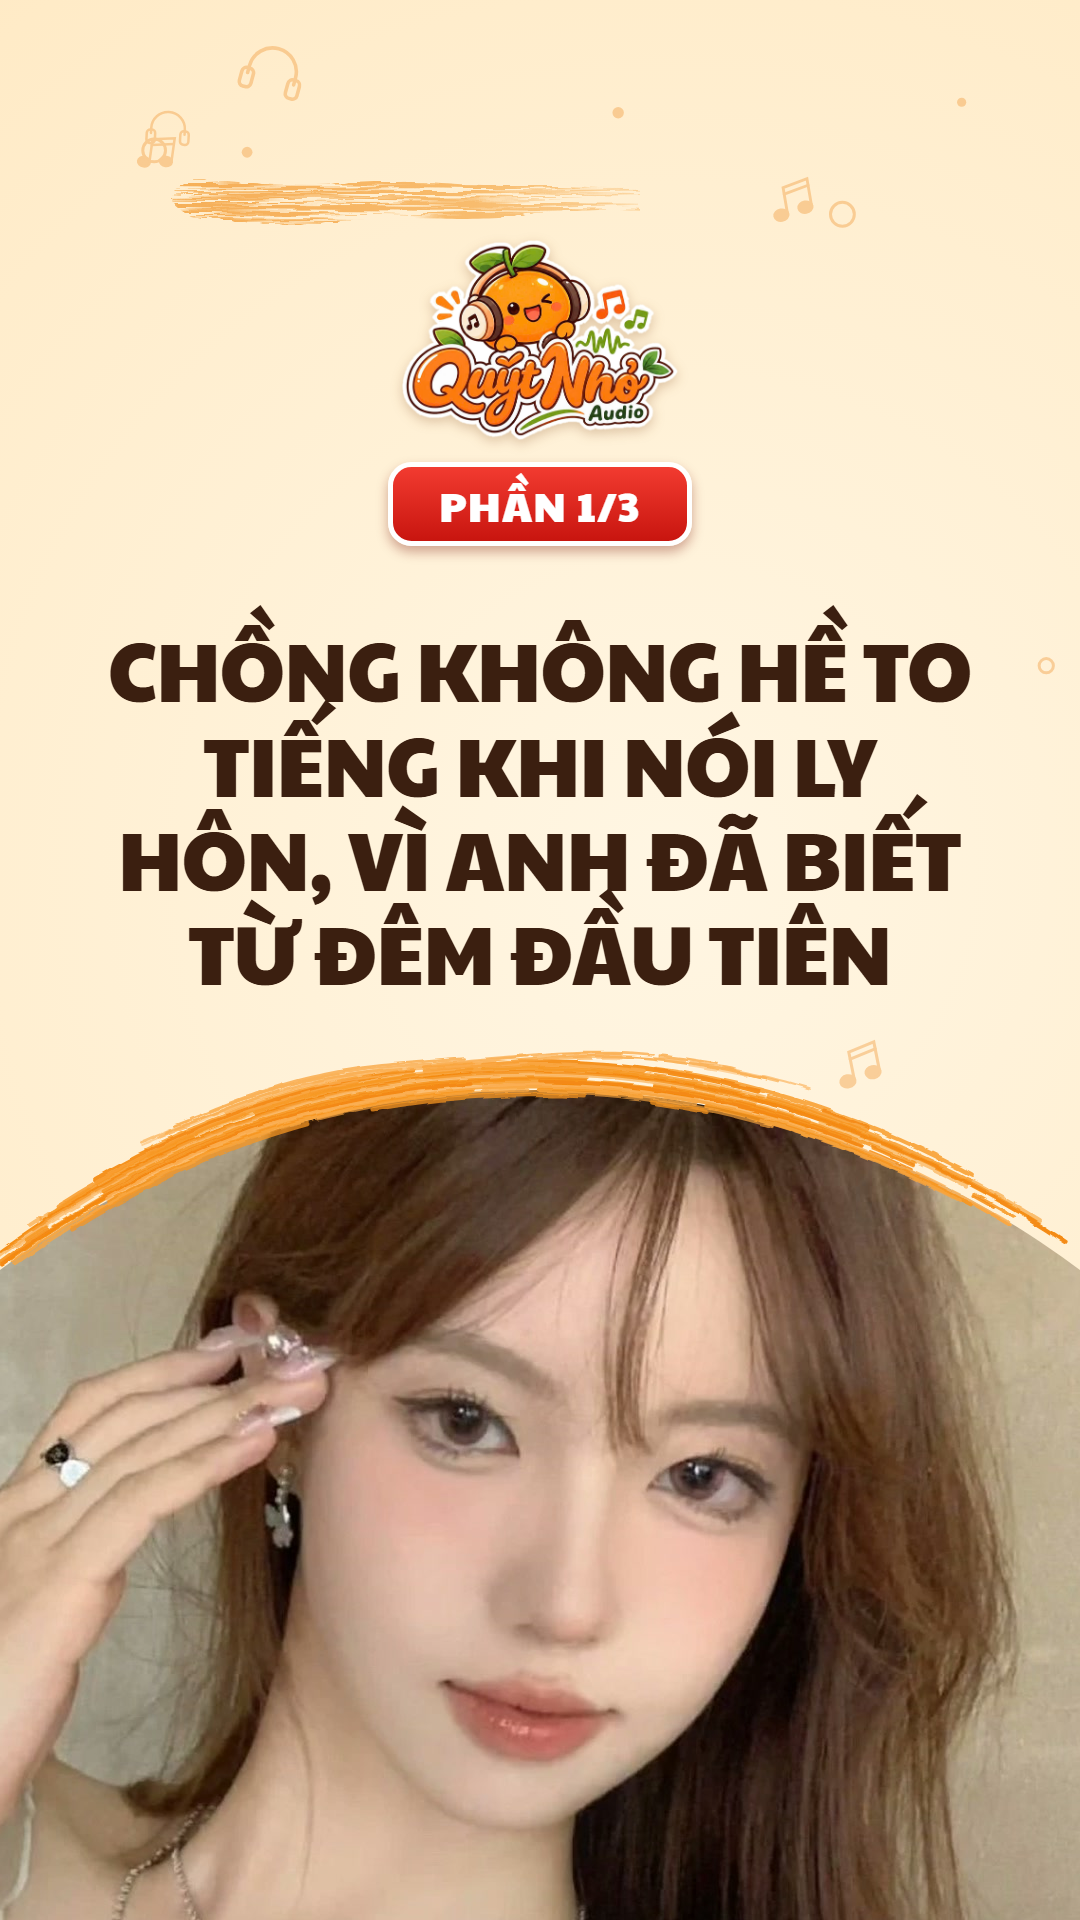 Quýt Nhỏ
Audio
PHẦN 1/3
CHỒNG KHÔNG HỀ TO
TIẾNG KHI NÓI LY
HÔN, VÌ ANH ĐÃ BIẾT
TỪ ĐÊM ĐẦU TIÊN